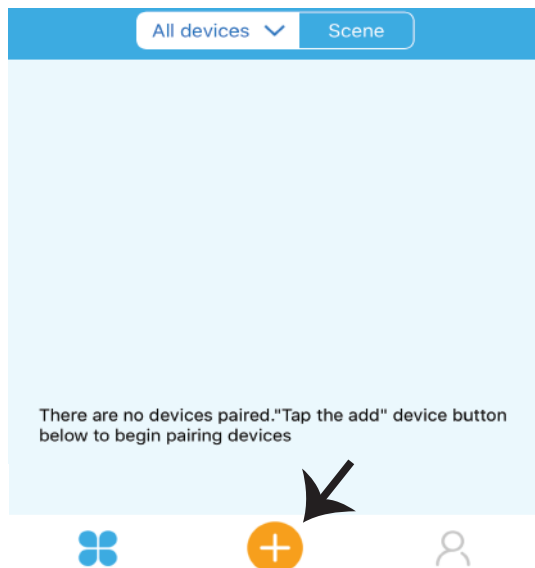 All devices Scene
There are no devices paired."Tap the add" device button
below to begin pairing devices